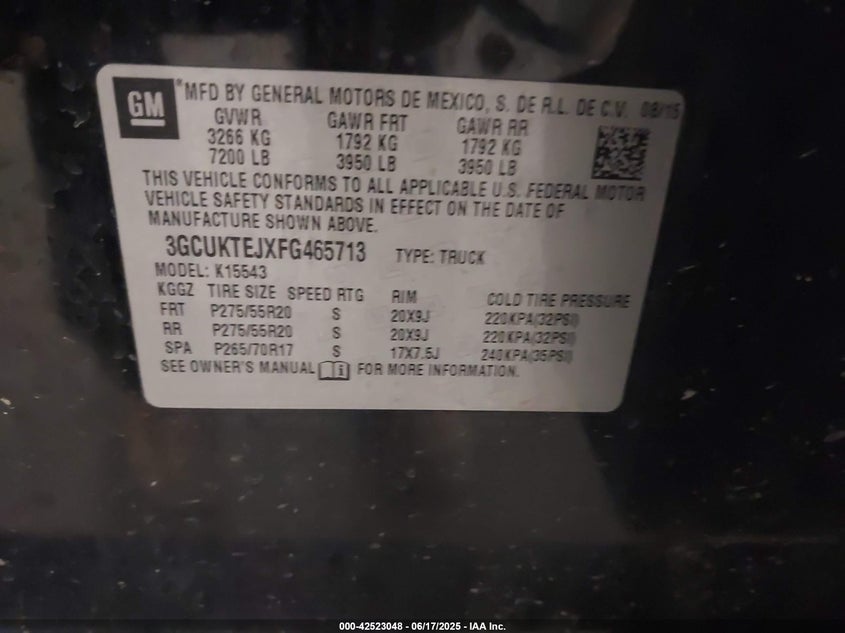 GM
*MFD BY GENERAL MOTORS DE MEXICO, S. DE R.L. DE C.V. 08/15
GVWR GAWR FRT GAWR RR
3266 KG 1792 KG 1792 KG
7200 LB 3950 LB 3950 LB
THIS VEHICLE CONFORMS TO ALL APPLICABLE U.S. FEDERAL MOTOR
VEHICLE SAFETY STANDARDS IN EFFECT ON THE DATE OF
MANUFACTURE SHOWN ABOVE.
3GCUKTEJXFG465713 TYPE: TRUCK
MODEL: K15543
KGGZ TIRE SIZE SPEED RTG RIM COLD TIRE PRESSURE
FRT P275/55R20 S 20X9J 220KPA(32PSI)
RR P275/55R20 S 20X9J 220KPA(32PSI)
SPA P265/70R17 S 17X7.5J 240KPA(35PSI)
SEE OWNER'S MANUAL i FOR MORE INFORMATION.
000-42523048 - 06/17/2025 - IAA Inc.